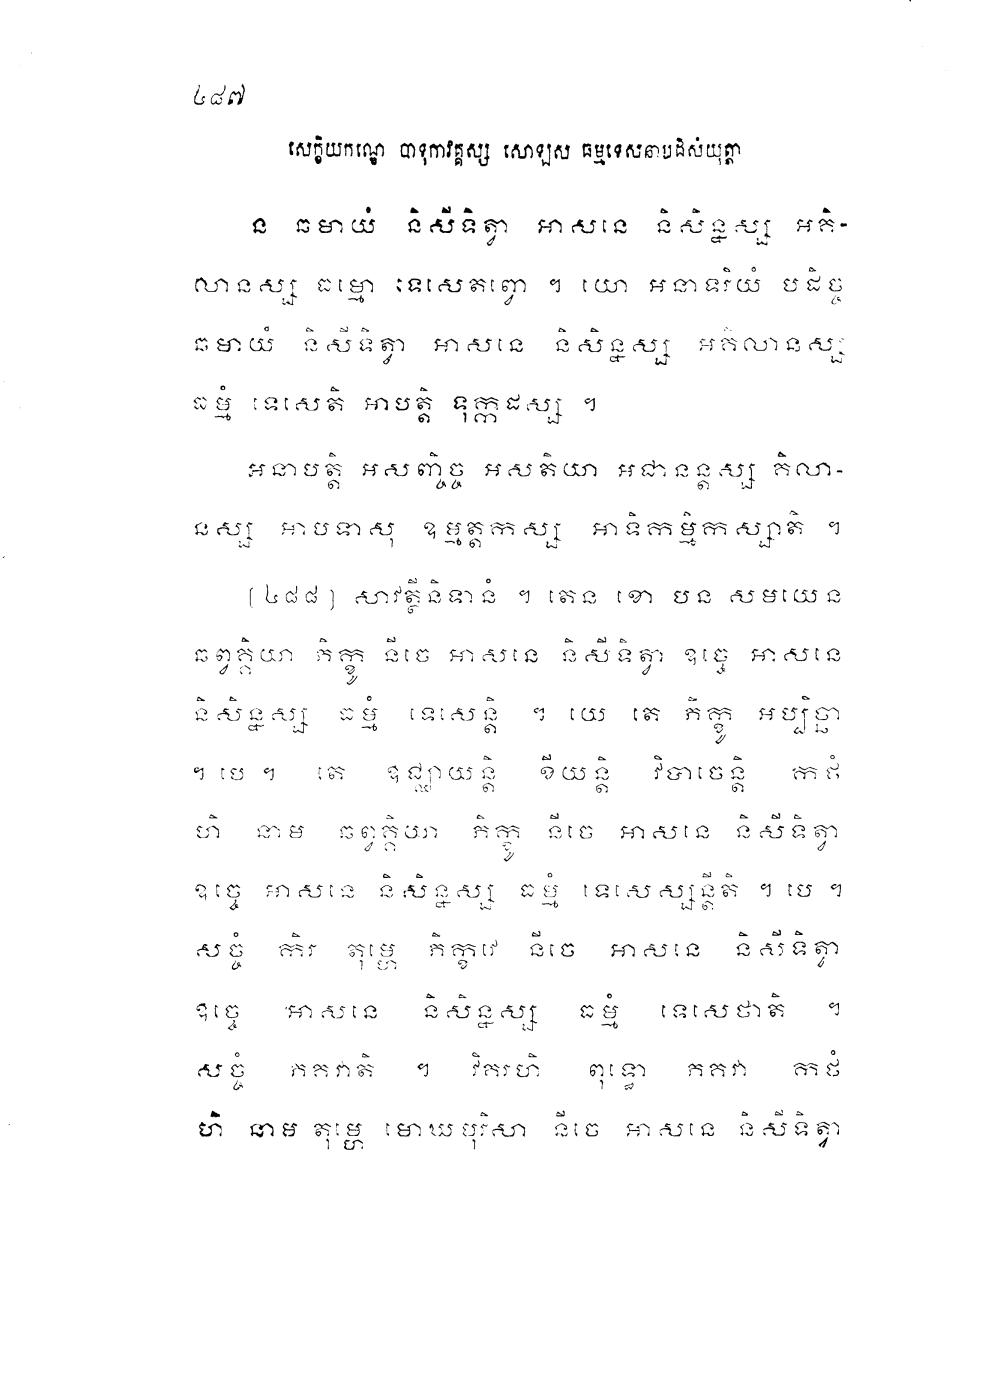 ៤៨៧
សេក្ខិយកណ្ឌេ បាទុកាវគ្គស្ស សោឡស ធម្មទេសនាបដិសំយុត្តា
ន ឆមាយំ និសីទិត្វា អាសនេ និសិន្នស្ស អគិ-
លានស្ស ធម្មោ ទេសេតព្វោ ។ យោ អនាទរិយំ បដិច្ច
ឆមាយំ និសីទិត្វា អាសនេ និសិន្នស្ស អគិលានស្ស
ធម្មំ ទេសេតិ អាបត្តិ ទុក្កដស្ស ។
អនាបត្តិ អសញ្ចិច្ច អសតិយា អជានន្តស្ស គិលា-
នស្ស អាបទាសុ ឧម្មត្តកស្ស អាទិកម្មិកស្សាតិ ។
[៤៨៨] សាវត្ថីនិទានំ ។ តេន ខោ បន សមយេន
ឆព្វគ្គិយា ភិក្ខូ នីចេ អាសនេ និសីទិត្វា ឧច្ចេ អាសនេ
និសិន្នស្ស ធម្មំ ទេសេន្តិ ។ យេ តេ ភិក្ខូ អប្បិច្ឆា
។ បេ ។ តេ ឧជ្ឈាយន្តិ ខីយន្តិ វិបាចេន្តិ កថំ
ហិ នាម ឆព្វគ្គិយា ភិក្ខូ នីចេ អាសនេ និសីទិត្វា
ឧច្ចេ អាសនេ និសិន្នស្ស ធម្មំ ទេសេស្សន្តីតិ ។ បេ ។
សច្ចំ កិរ តុម្ហេ ភិក្ខវេ នីចេ អាសនេ និសីទិត្វា
ឧច្ចេ អាសនេ និសិន្នស្ស ធម្មំ ទេសេថាតិ ។
សច្ចំ ភគវាតិ ។ វិគរហិ ពុទ្ធោ ភគវា កថំ
ហិ នាម តុម្ហេ មោឃបុរិសា នីចេ អាសនេ និសីទិត្វា